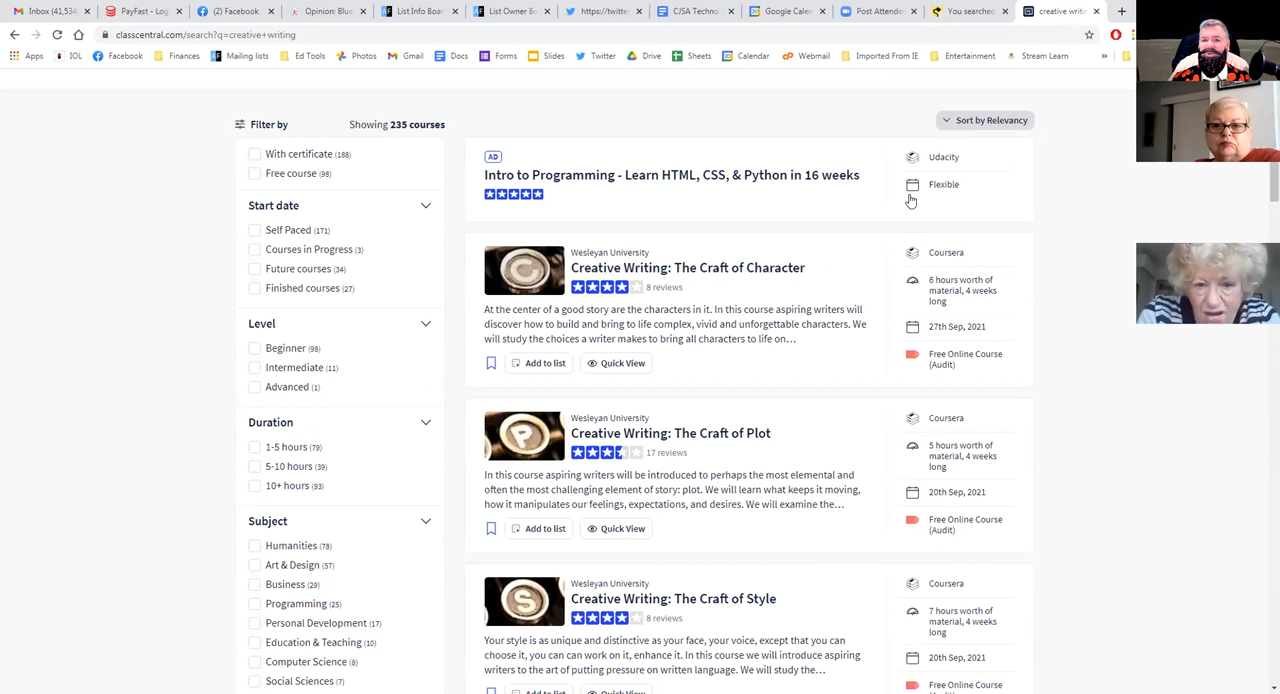 Inbox (41,534
PayFast - Log
(2) Facebook
Opinion: Blue
List Info Boar
List Owner Bo
https://twitte
CJSA Techno
Google Cale
Post Attende
You searched
creative writi
classcentral.com/search?q=creative+writing
Apps
IOL
Facebook
Finances
Mailing lists
Ed Tools
Photos
Gmail
Docs
Forms
Slides
Twitter
Drive
Sheets
Calendar
Webmail
Imported From IE
Entertainment
Stream Learn
Filter by
Showing 235 courses
Sort by Relevancy
With certificate (188)
Free course (98)
Start date
Self Paced (171)
Courses in Progress (3)
Future courses (34)
Finished courses (27)
Level
Beginner (98)
Intermediate (11)
Advanced (1)
Duration
1-5 hours (79)
5-10 hours (39)
10+ hours (93)
Subject
Humanities (78)
Art & Design (57)
Business (29)
Programming (25)
Personal Development (17)
Education & Teaching (10)
Computer Science (8)
Social Sciences (7)
AD
Intro to Programming - Learn HTML, CSS, & Python in 16 weeks
Udacity
Flexible
C
Wesleyan University
Creative Writing: The Craft of Character
8 reviews
At the center of a good story are the characters in it. In this course aspiring writers will
discover how to build and bring to life complex, vivid and unforgettable characters. We
will study the choices a writer makes to bring all characters to life on…
Add to list
Quick View
Coursera
6 hours worth of
material, 4 weeks
long
27th Sep, 2021
Free Online Course
(Audit)
P
Wesleyan University
Creative Writing: The Craft of Plot
17 reviews
In this course aspiring writers will be introduced to perhaps the most elemental and
often the most challenging element of story: plot. We will learn what keeps it moving,
how it manipulates our feelings, expectations, and desires. We will examine the…
Add to list
Quick View
Coursera
5 hours worth of
material, 4 weeks
long
20th Sep, 2021
Free Online Course
(Audit)
S
Wesleyan University
Creative Writing: The Craft of Style
8 reviews
Your style is as unique and distinctive as your face, your voice, except that you can
choose it, you can can work on it, enhance it. In this course we will introduce aspiring
writers to the art of putting pressure on written language. We will study the…
Add to list
Quick View
Coursera
7 hours worth of
material, 4 weeks
long
20th Sep, 2021
Free Online Course